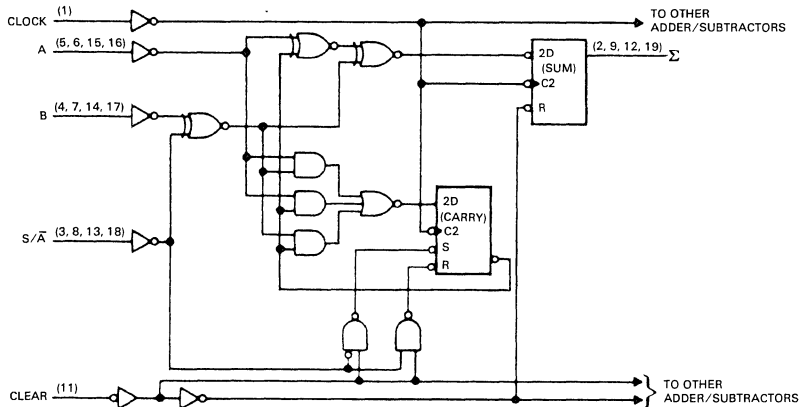 CLOCK (1)
TO OTHER
ADDER/SUBTRACTORS
A (5, 6, 15, 16)
2D
(SUM)
C2
R
(2, 9, 12, 19)
Σ
B (4, 7, 14, 17)
2D
(CARRY)
C2
S
R
S/A̅ (3, 8, 13, 18)
CLEAR (11)
TO OTHER
ADDER/SUBTRACTORS